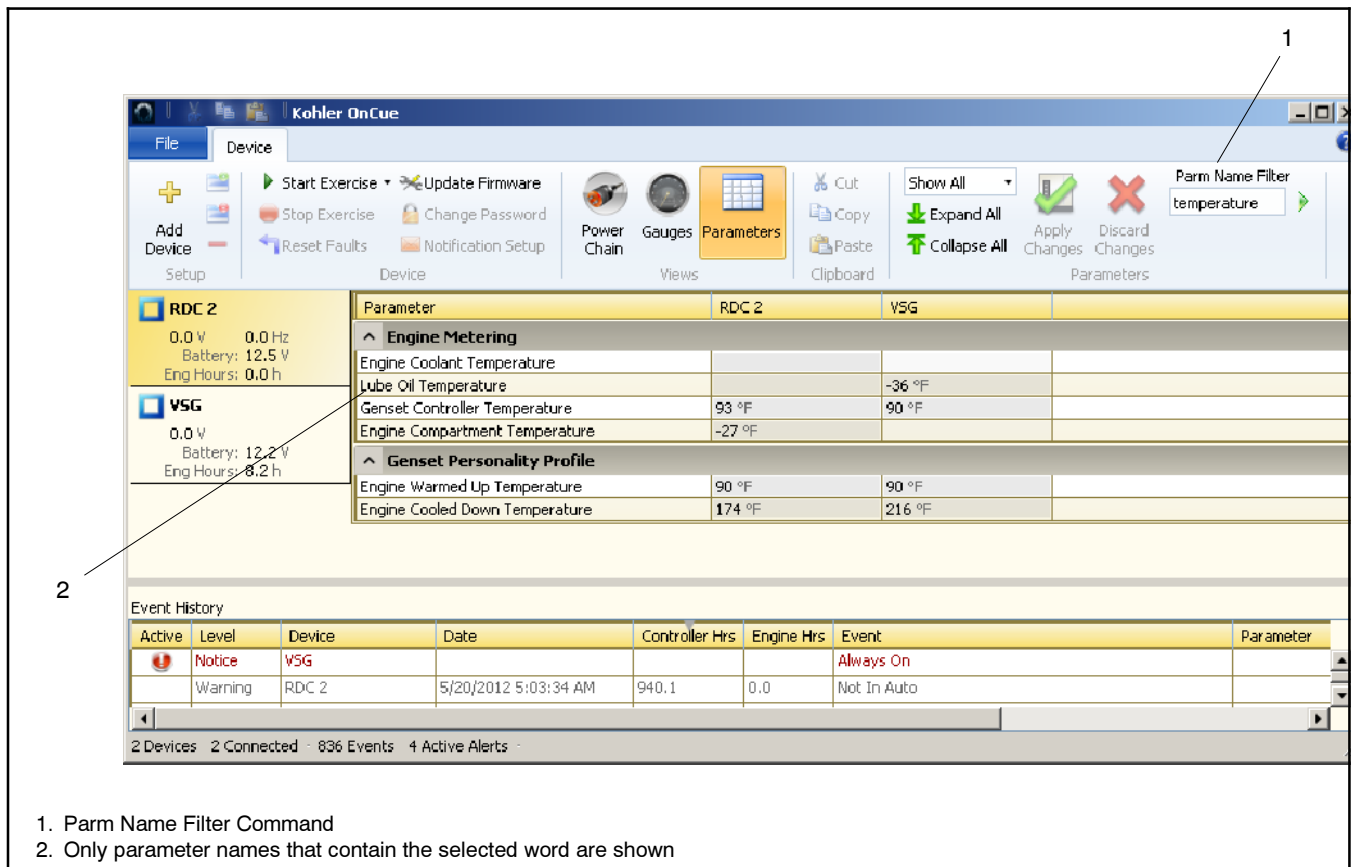 1
Kohler OnCue
File Device
Add Device
Setup
Start Exercise
Stop Exercise
Reset Faults
Update Firmware
Change Password
Notification Setup
Device
Power Chain
Gauges
Parameters
Views
Cut
Copy
Paste
Clipboard
Show All
Expand All
Collapse All
Apply Changes
Discard Changes
Parm Name Filter
temperature
Parameters
RDC 2
0.0 V 0.0 Hz
Battery: 12.5 V
Eng Hours: 0.0 h
VSG
0.0 V
Battery: 12.2 V
Eng Hours: 8.2 h
Parameter RDC 2 VSG
Engine Metering
Engine Coolant Temperature
Lube Oil Temperature -36 °F
Genset Controller Temperature 93 °F 90 °F
Engine Compartment Temperature -27 °F
Genset Personality Profile
Engine Warmed Up Temperature 90 °F 90 °F
Engine Cooled Down Temperature 174 °F 216 °F
2
Event History
Active Level Device Date Controller Hrs Engine Hrs Event Parameter
Notice VSG Always On
Warning RDC 2 5/20/2012 5:03:34 AM 940.1 0.0 Not In Auto
2 Devices 2 Connected 836 Events 4 Active Alerts
1. Parm Name Filter Command
2. Only parameter names that contain the selected word are shown